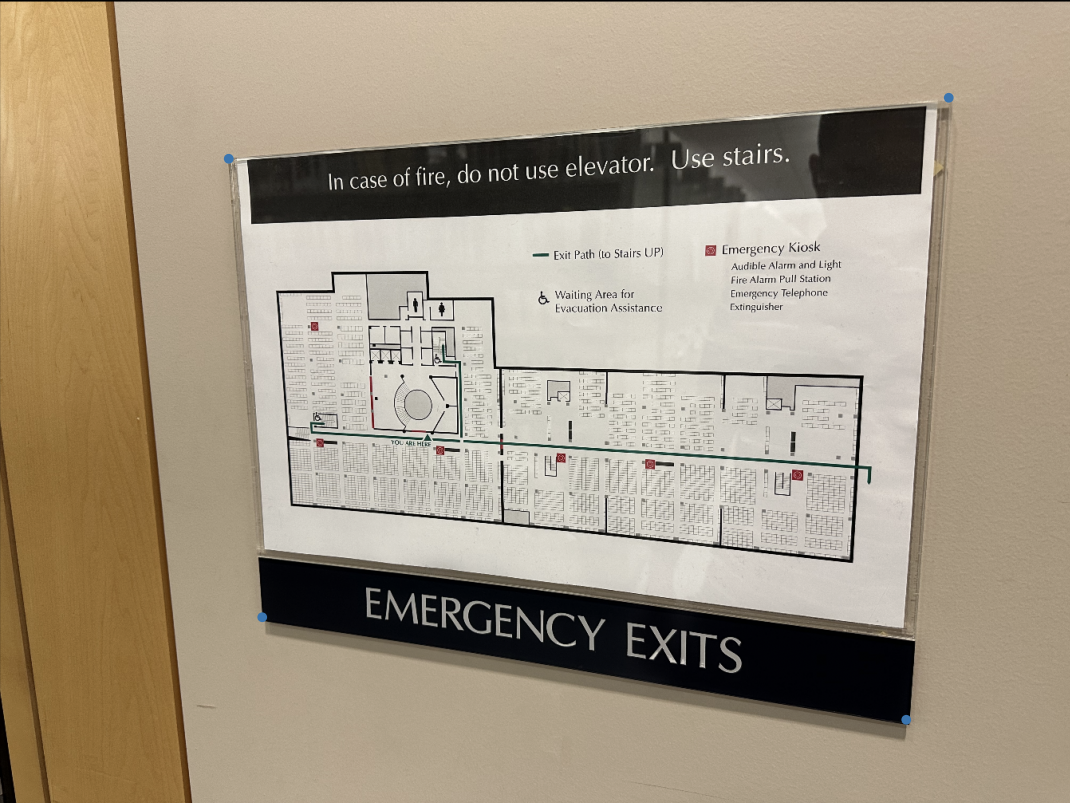 In case of fire, do not use elevator. Use stairs.
Exit Path (to Stairs UP)
Waiting Area for
Evacuation Assistance
Emergency Kiosk
Audible Alarm and Light
Fire Alarm Pull Station
Emergency Telephone
Extinguisher
YOU ARE HERE
EMERGENCY EXITS